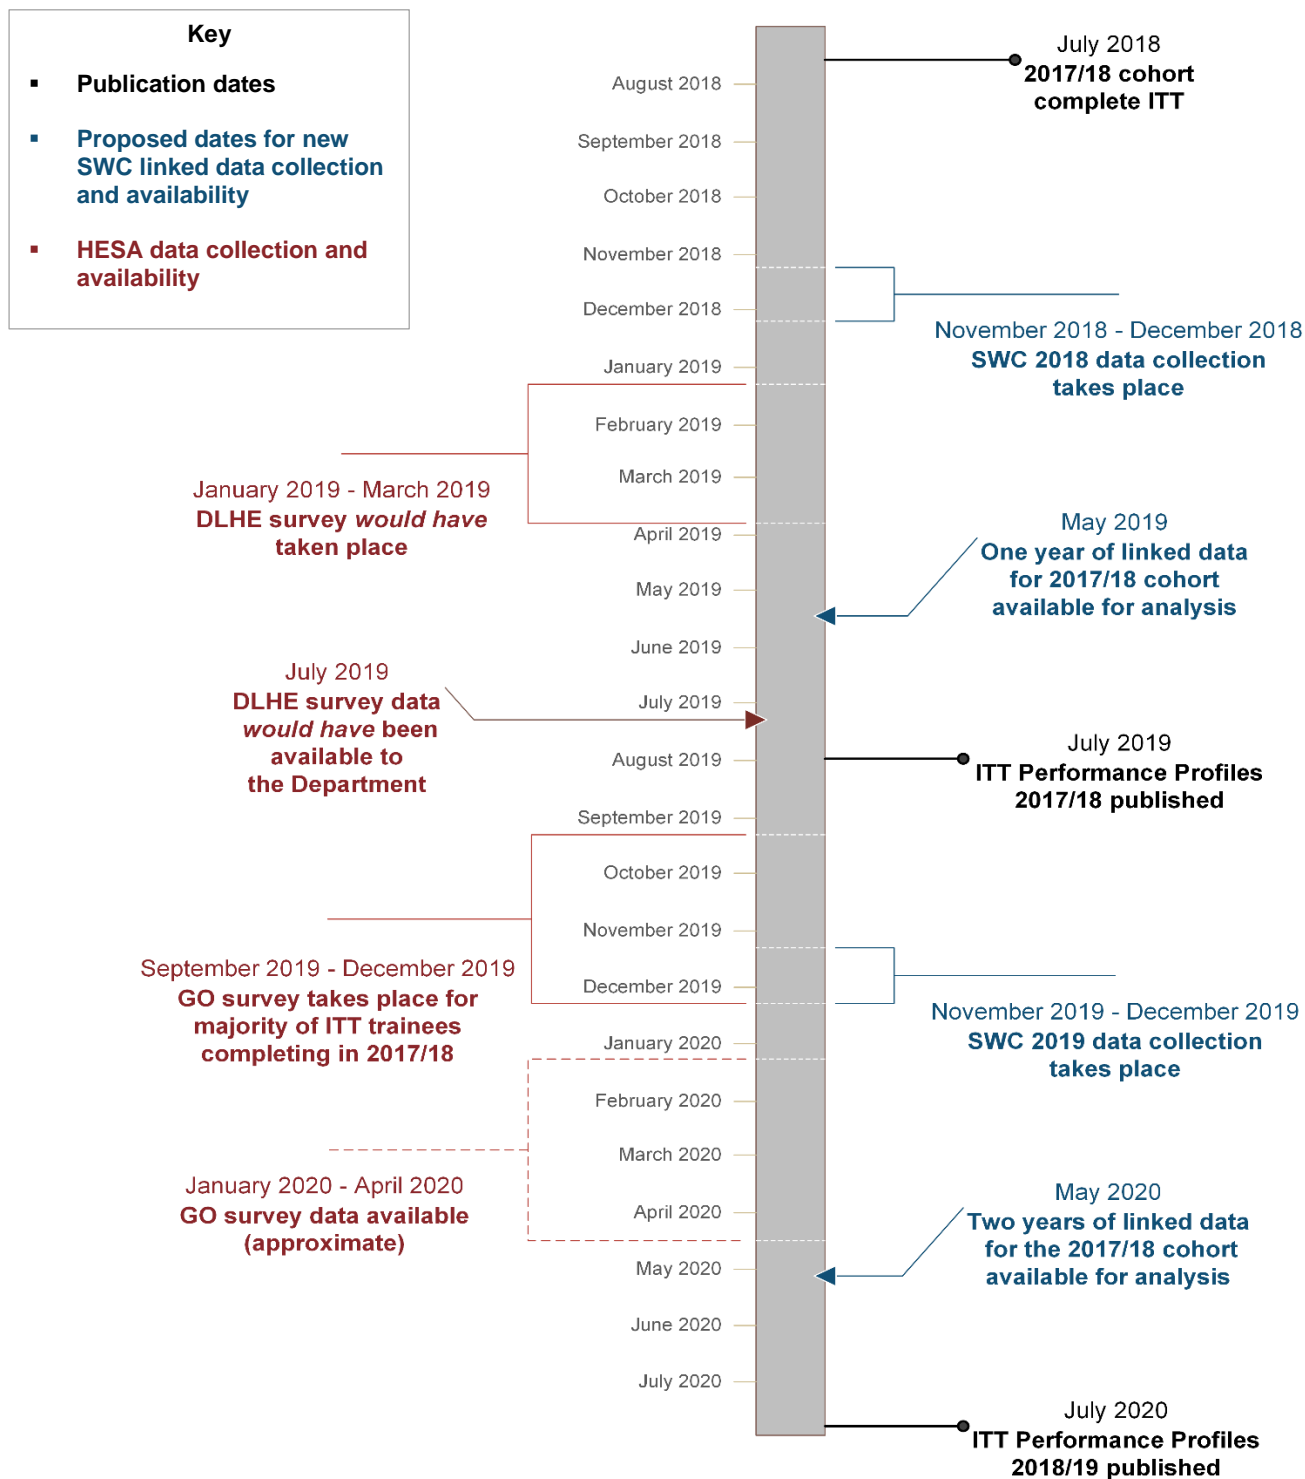 Key
▪ Publication dates
▪ Proposed dates for new
SWC linked data collection
and availability
▪ HESA data collection and
availability
July 2018
2017/18 cohort
complete ITT
August 2018
September 2018
October 2018
November 2018
December 2018
November 2018 - December 2018
SWC 2018 data collection
takes place
January 2019
February 2019
March 2019
January 2019 - March 2019
DLHE survey would have
taken place
April 2019
May 2019
May 2019
One year of linked data
for 2017/18 cohort
available for analysis
June 2019
July 2019
July 2019
DLHE survey data
would have been
available to
the Department
August 2019
July 2019
ITT Performance Profiles
2017/18 published
September 2019
October 2019
November 2019
December 2019
September 2019 - December 2019
GO survey takes place for
majority of ITT trainees
completing in 2017/18
November 2019 - December 2019
SWC 2019 data collection
takes place
January 2020
February 2020
March 2020
April 2020
January 2020 - April 2020
GO survey data available
(approximate)
May 2020
Two years of linked data
for the 2017/18 cohort
available for analysis
May 2020
June 2020
July 2020
July 2020
ITT Performance Profiles
2018/19 published